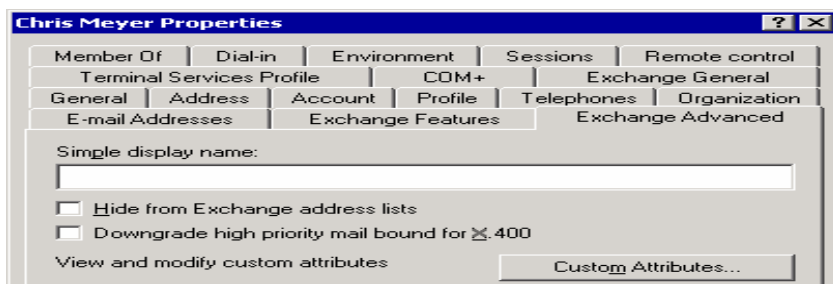 Chris Meyer Properties
Member Of Dial-in Environment Sessions Remote control
Terminal Services Profile COM+ Exchange General
General Address Account Profile Telephones Organization
E-mail Addresses Exchange Features Exchange Advanced
Simple display name:
Hide from Exchange address lists
Downgrade high priority mail bound for X.400
View and modify custom attributes Custom Attributes...